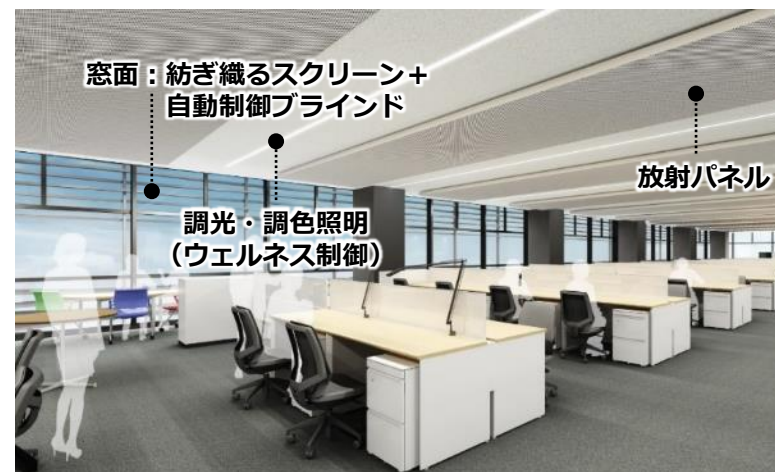 窓面：紡ぎ織るスクリーン＋
自動制御ブラインド
放射パネル
調光・調色照明
（ウェルネス制御）